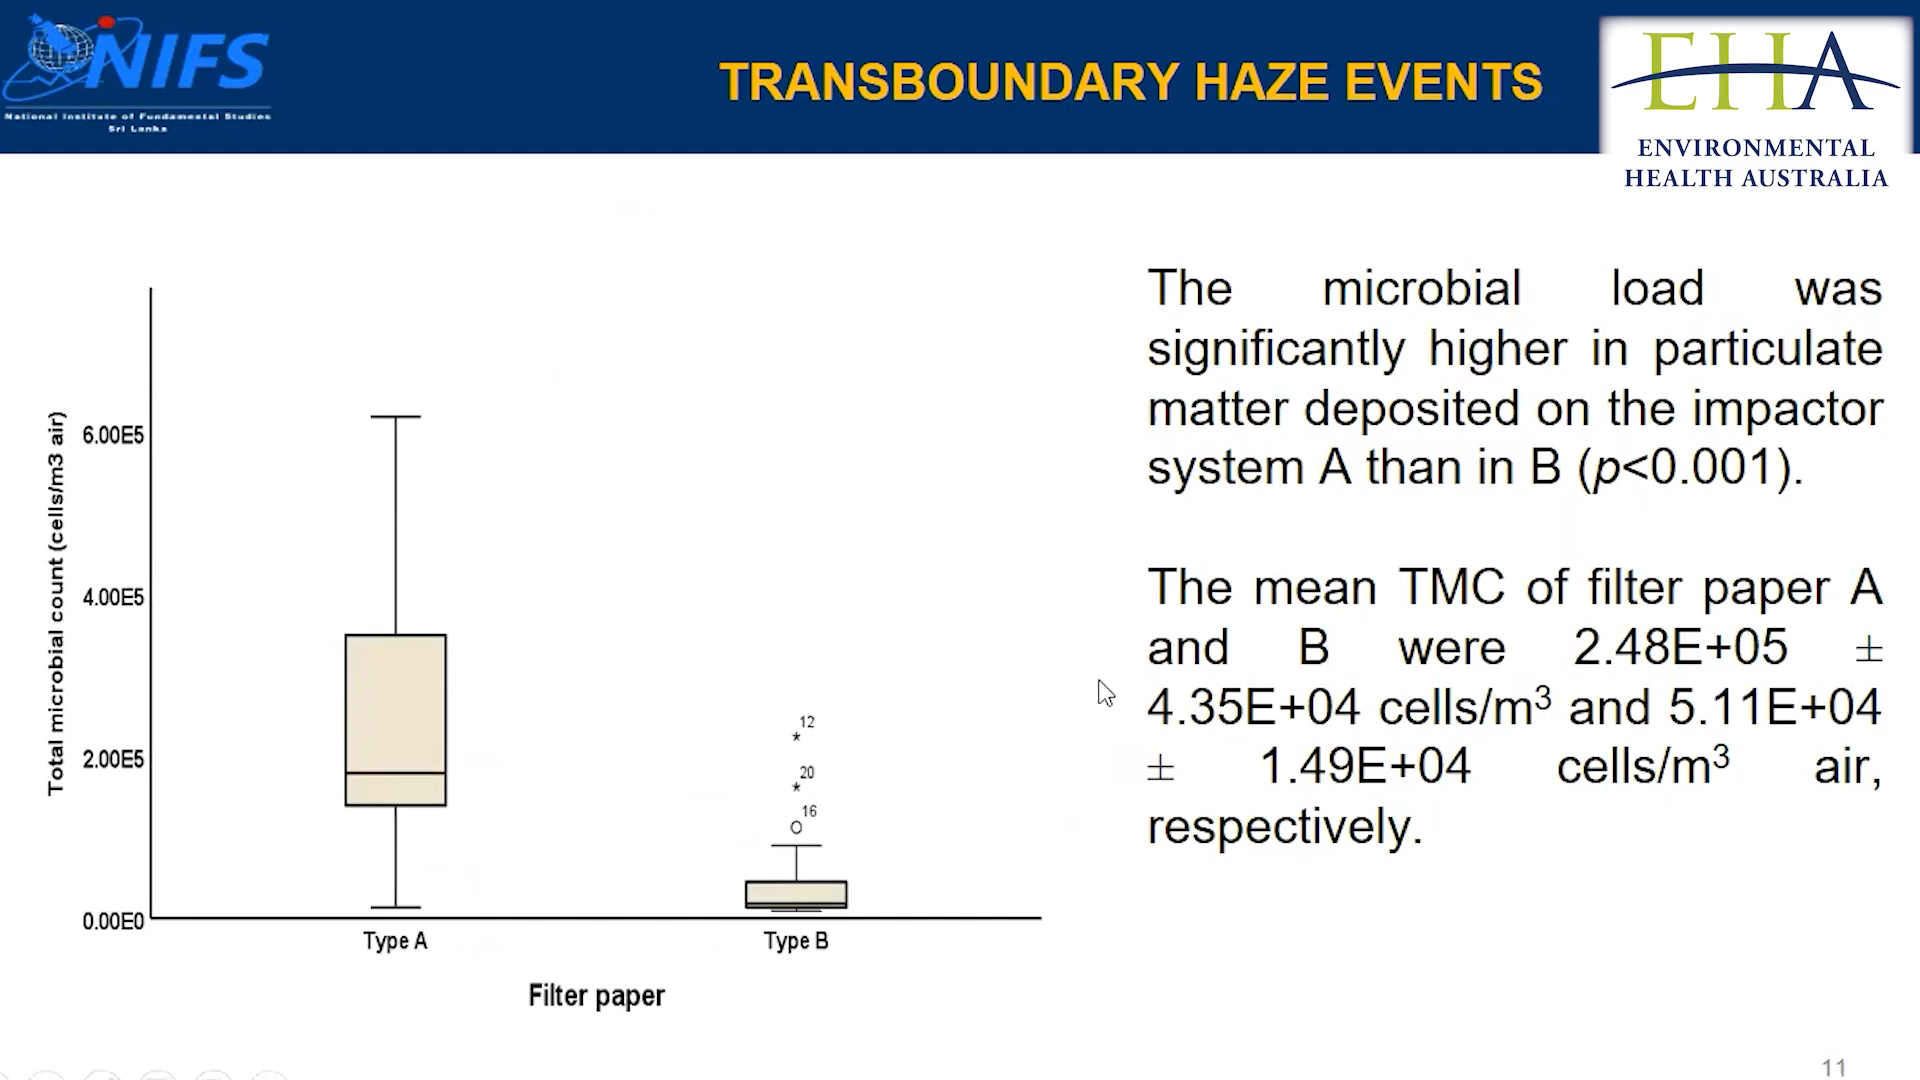 NIFS
National Institute of Fundamental Studies
Sri Lanka
TRANSBOUNDARY HAZE EVENTS
EHA
ENVIRONMENTAL
HEALTH AUSTRALIA
The microbial load was
significantly higher in particulate
matter deposited on the impactor
system A than in B (p<0.001).
The mean TMC of filter paper A
and B were 2.48E+05 ±
4.35E+04 cells/m³ and 5.11E+04
± 1.49E+04 cells/m³ air,
respectively.
Total microbial count (cells/m3 air)
6.00E5
4.00E5
2.00E5
0.00E0
12
20
16
Type A
Type B
Filter paper
11